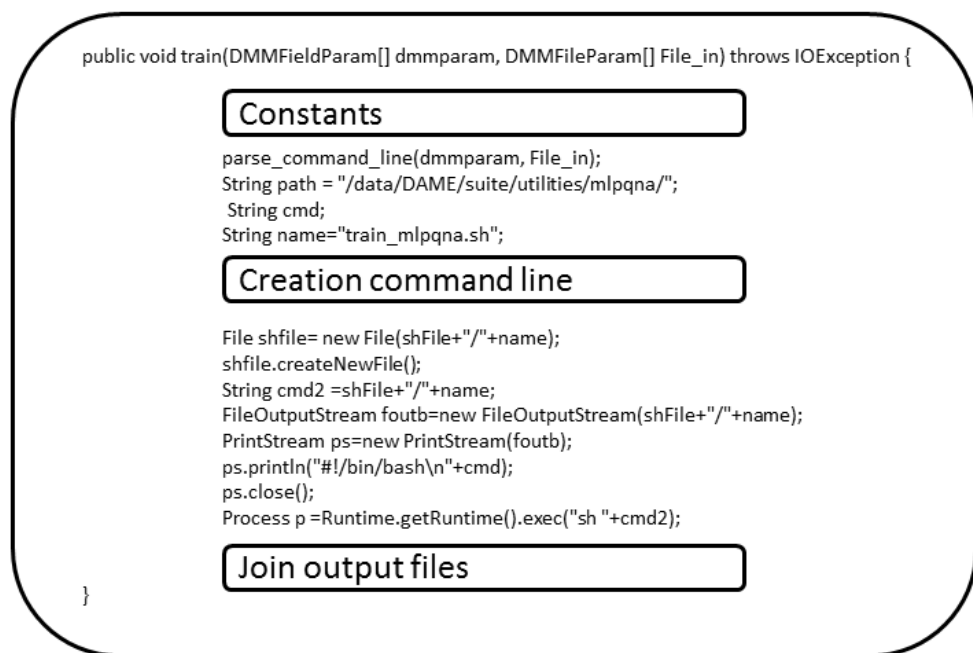 public void train(DMMFieldParam[] dmmparam, DMMFileParam[] File_in) throws IOException {
Constants
parse_command_line(dmmparam, File_in);
String path = "/data/DAME/suite/utilities/mlpqna/";
String cmd;
String name="train_mlpqna.sh";
Creation command line
File shfile= new File(shFile+"/"+name);
shfile.createNewFile();
String cmd2 =shFile+"/"+name;
FileOutputStream foutb=new FileOutputStream(shFile+"/"+name);
PrintStream ps=new PrintStream(foutb);
ps.println("#!/bin/bash\n"+cmd);
ps.close();
Process p =Runtime.getRuntime().exec("sh "+cmd2);
Join output files
}